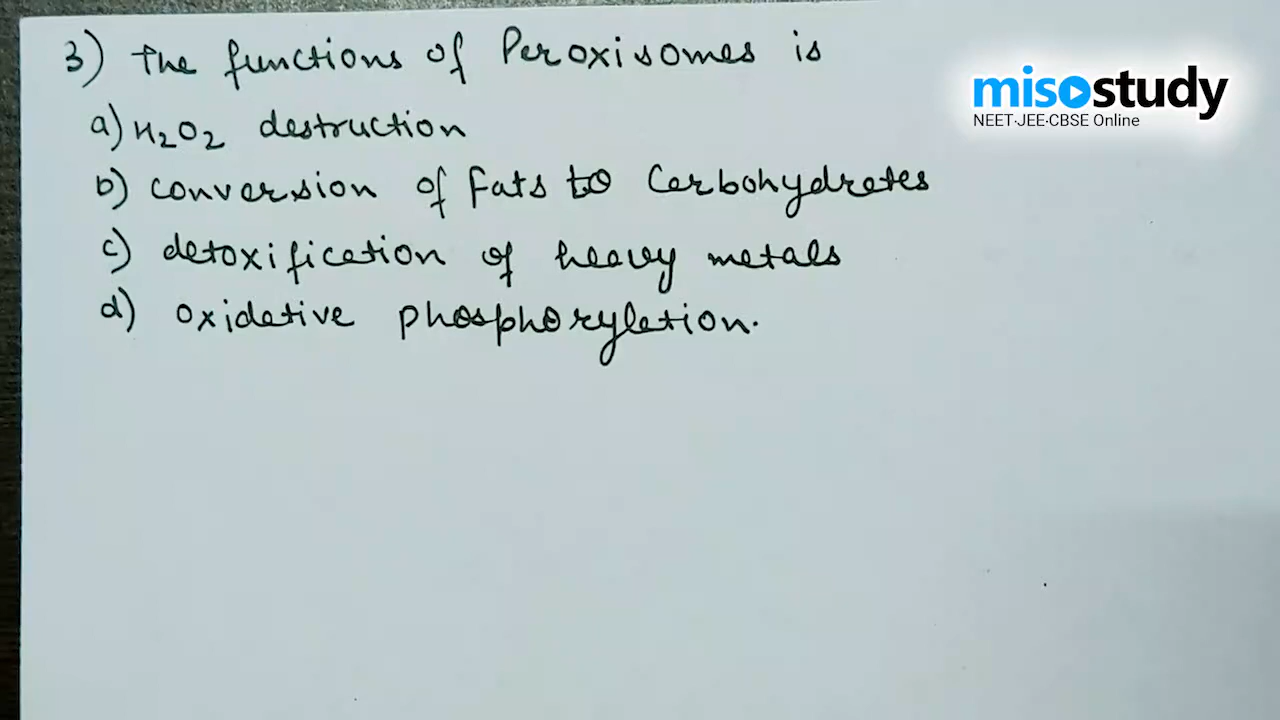 3) The functions of Peroxisomes is
a) H₂O₂ destruction
b) conversion of fats to Carbohydrates
c) detoxification of heavy metals
d) oxidative phosphorylation.
misostudy
NEET-JEE-CBSE Online